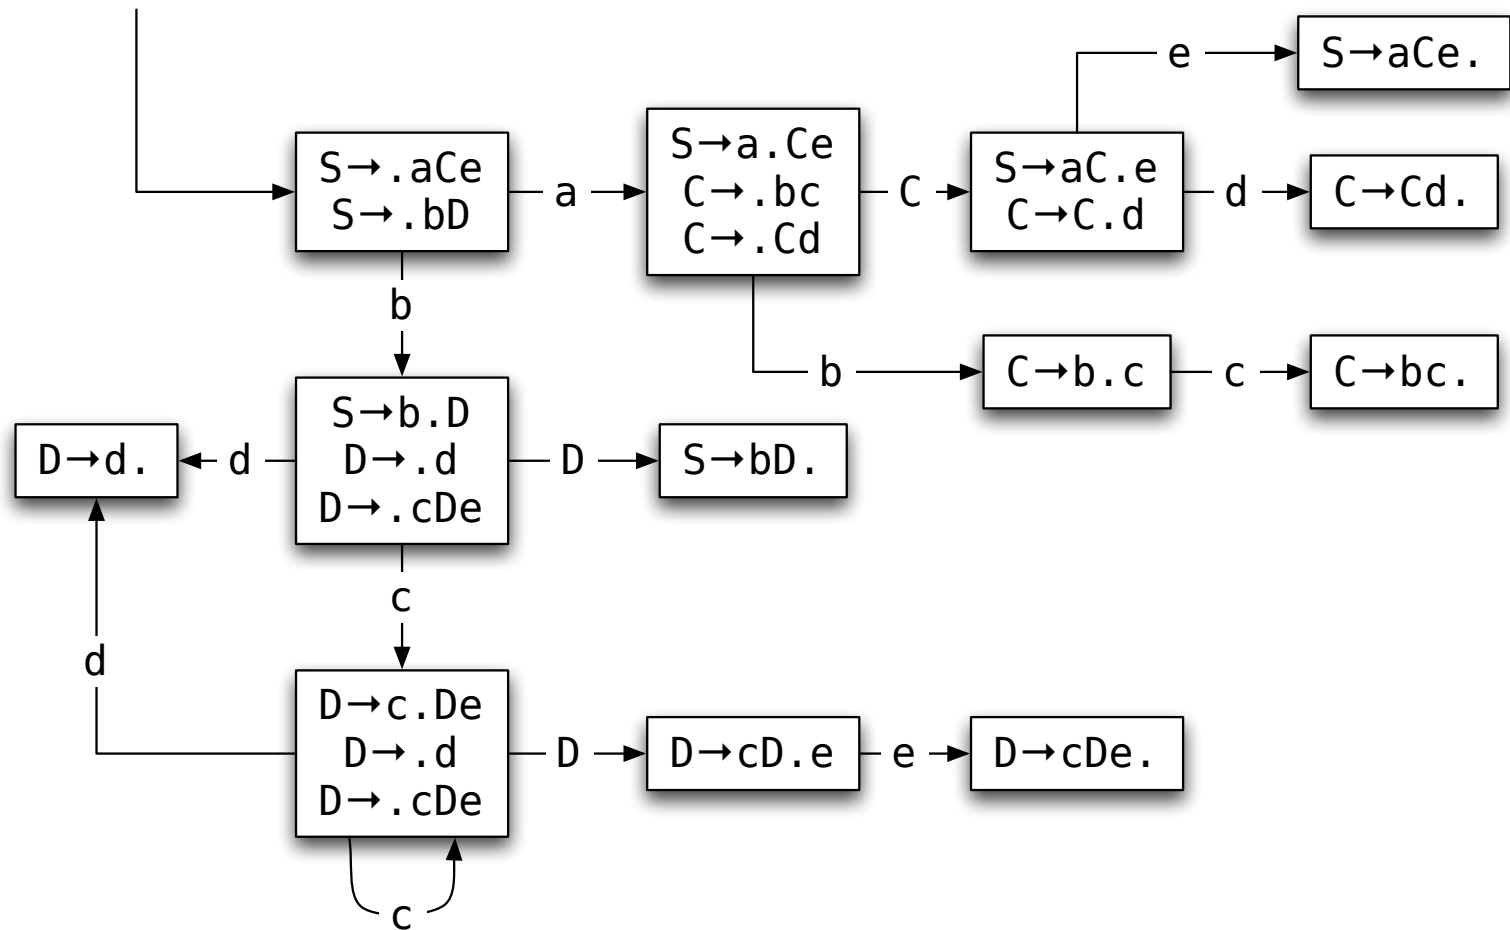 e
S→aCe.
S→.aCe
S→.bD
a
S→a.Ce
C→.bc
C→.Cd
C
S→aC.e
C→C.d
d
C→Cd.
b
b
C→b.c
c
C→bc.
D→d.
d
S→b.D
D→.d
D→.cDe
D
S→bD.
c
d
D→c.De
D→.d
D→.cDe
D
D→cD.e
e
D→cDe.
c